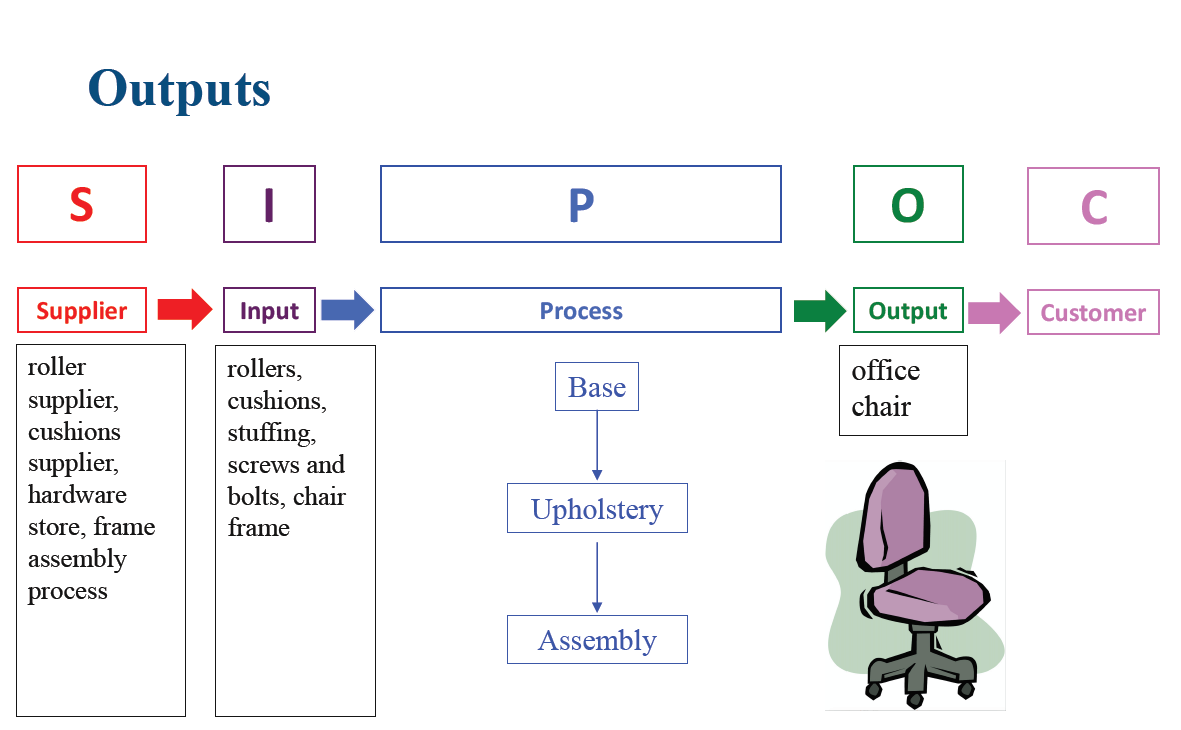 Outputs
S
I
P
O
C
Supplier
Input
Process
Output
Customer
roller
supplier,
cushions
supplier,
hardware
store, frame
assembly
process
rollers,
cushions,
stuffing,
screws and
bolts, chair
frame
Base
Upholstery
Assembly
office
chair